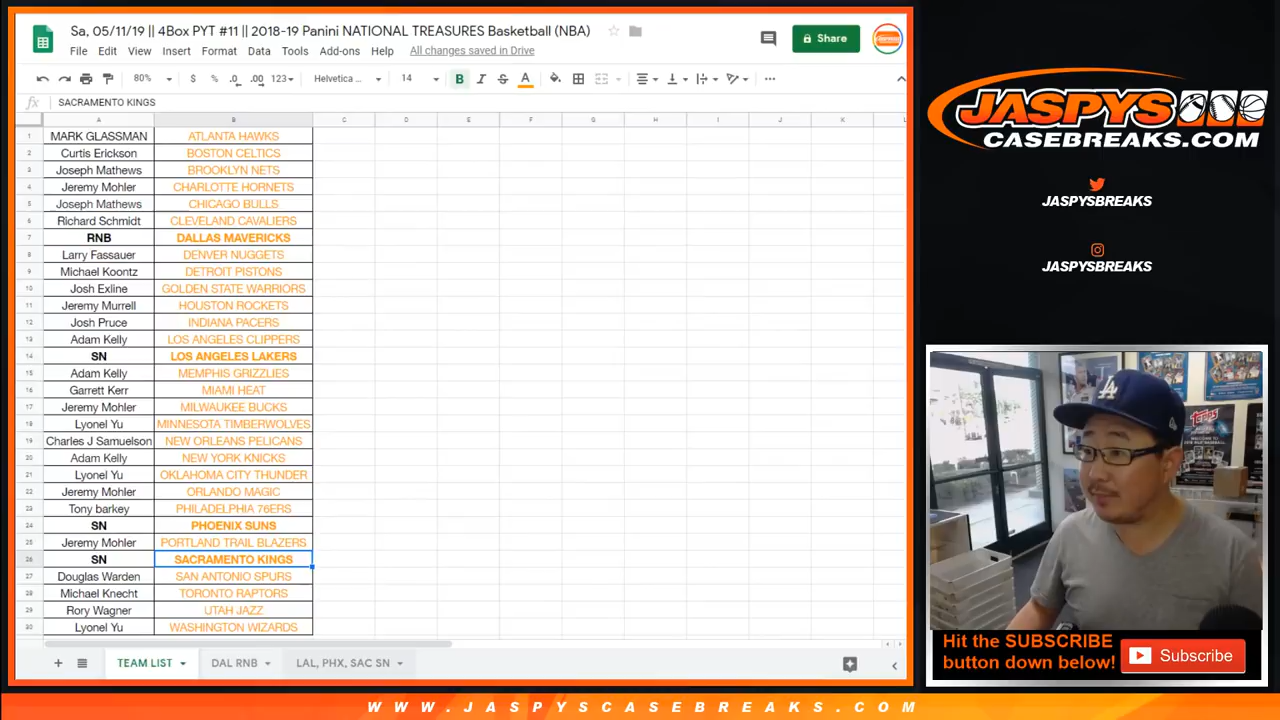 Sa, 05/11/19 || 4Box PYT #11 || 2018-19 Panini NATIONAL TREASURES Basketball (NBA)
Share
File Edit View Insert Format Data Tools Add-ons Help All changes saved in Drive
80% $ % .0 .00 123 Helvetica ... 14 B I S A
fx SACRAMENTO KINGS
A B C D E F G H I J K L
1 MARK GLASSMAN ATLANTA HAWKS
2 Curtis Erickson BOSTON CELTICS
3 Joseph Mathews BROOKLYN NETS
4 Jeremy Mohler CHARLOTTE HORNETS
5 Joseph Mathews CHICAGO BULLS
6 Richard Schmidt CLEVELAND CAVALIERS
7 RNB DALLAS MAVERICKS
8 Larry Fassauer DENVER NUGGETS
9 Michael Koontz DETROIT PISTONS
10 Josh Exline GOLDEN STATE WARRIORS
11 Jeremy Murrell HOUSTON ROCKETS
12 Josh Pruce INDIANA PACERS
13 Adam Kelly LOS ANGELES CLIPPERS
14 SN LOS ANGELES LAKERS
15 Adam Kelly MEMPHIS GRIZZLIES
16 Garrett Kerr MIAMI HEAT
17 Jeremy Mohler MILWAUKEE BUCKS
18 Lyonel Yu MINNESOTA TIMBERWOLVES
19 Charles J Samuelson NEW ORLEANS PELICANS
20 Adam Kelly NEW YORK KNICKS
21 Lyonel Yu OKLAHOMA CITY THUNDER
22 Jeremy Mohler ORLANDO MAGIC
23 Tony barkey PHILADELPHIA 76ERS
24 SN PHOENIX SUNS
25 Jeremy Mohler PORTLAND TRAIL BLAZERS
26 SN SACRAMENTO KINGS
27 Douglas Warden SAN ANTONIO SPURS
28 Michael Knecht TORONTO RAPTORS
29 Rory Wagner UTAH JAZZ
30 Lyonel Yu WASHINGTON WIZARDS
TEAM LIST DAL RNB LAL, PHX, SAC SN
JASPYS
CASEBREAKS.COM
JASPYSBREAKS
JASPYSBREAKS
LA
TOPPS
Hit the SUBSCRIBE
button down below!
Subscribe
WWW.JASPYSCASEBREAKS.COM